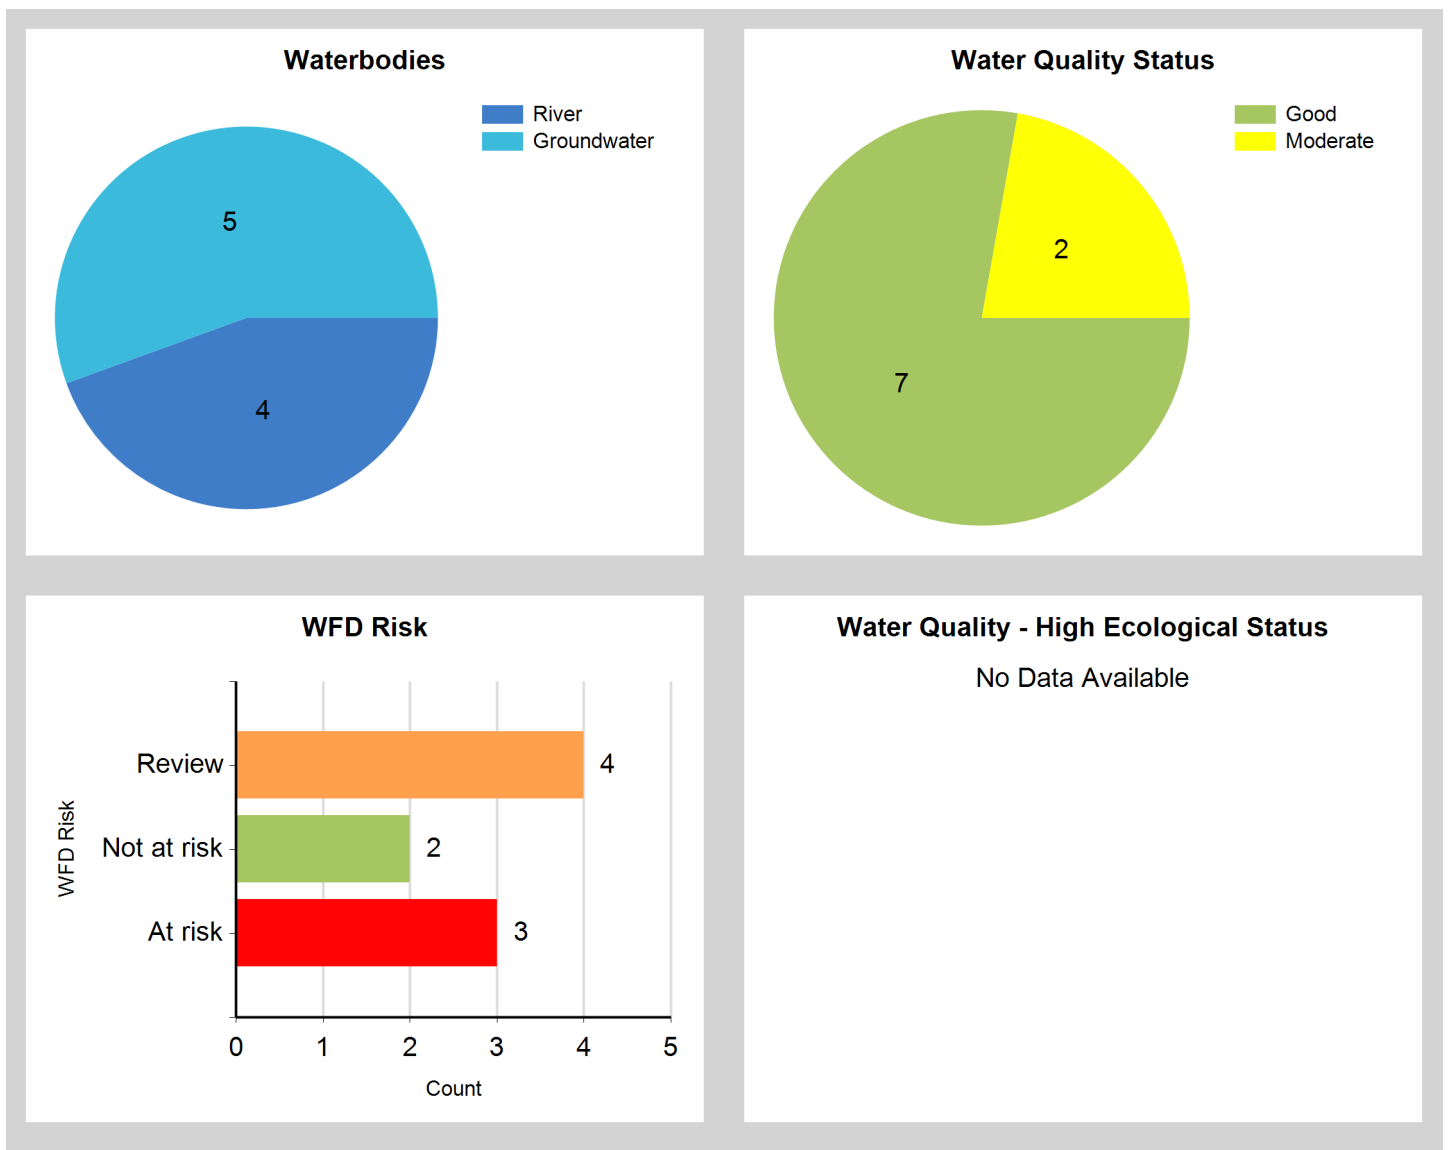 Waterbodies
River
Groundwater
5
4
Water Quality Status
Good
Moderate
2
7
WFD Risk
WFD Risk
Review
4
Not at risk
2
At risk
3
0 1 2 3 4 5
Count
Water Quality - High Ecological Status
No Data Available